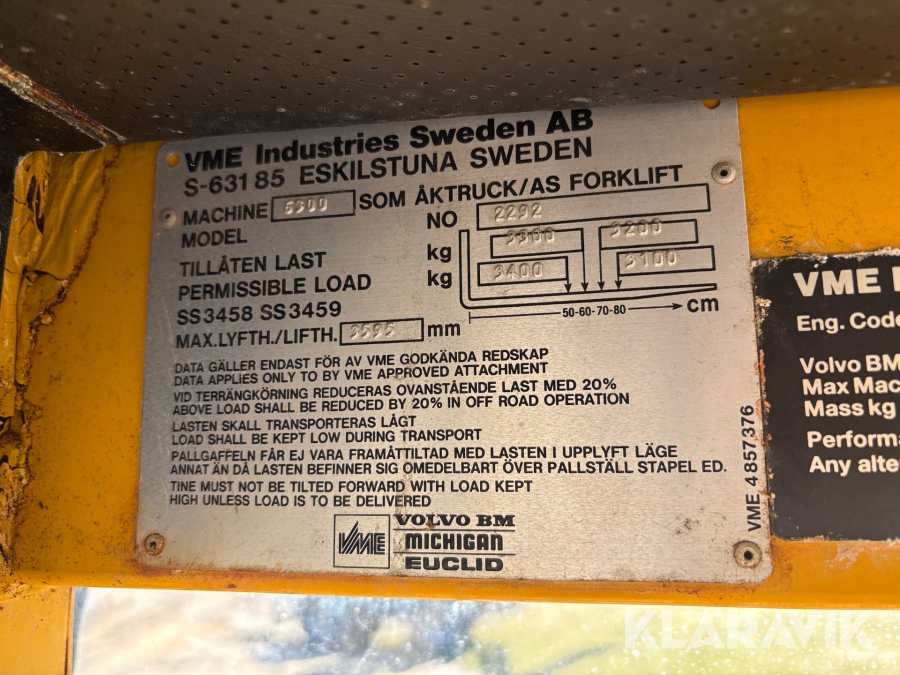 VME Industries Sweden AB
S-631 85 ESKILSTUNA SWEDEN
MACHINE 6300 SOM ÅKTRUCK/AS FORKLIFT
MODEL NO 2292
TILLÅTEN LAST kg 3300 3200
PERMISSIBLE LOAD kg 3400 3100
SS3458 SS3459 50-60-70-80 cm
MAX.LYFTH./LIFTH. 3595 mm
DATA GÄLLER ENDAST FÖR AV VME GODKÄNDA REDSKAP
DATA APPLIES ONLY TO BY VME APPROVED ATTACHMENT
VID TERRÄNGKÖRNING REDUCERAS OVANSTÅENDE LAST MED 20%
ABOVE LOAD SHALL BE REDUCED BY 20% IN OFF ROAD OPERATION
LASTEN SKALL TRANSPORTERAS LÅGT
LOAD SHALL BE KEPT LOW DURING TRANSPORT
PALLGAFFELN FÅR EJ VARA FRAMÅTTILTAD MED LASTEN I UPPLYFT LÄGE
ANNAT ÄN DÅ LASTEN BEFINNER SIG OMEDELBART ÖVER PALLSTÄLL STAPEL ED.
TINE MUST NOT BE TILTED FORWARD WITH LOAD KEPT
HIGH UNLESS LOAD IS TO BE DELIVERED
VME
VOLVO BM
MICHIGAN
EUCLID
VME 4857376
VME
Eng. Code
Volvo BM
Max Mac
Mass kg
Performa
Any alte
KLARAVIK